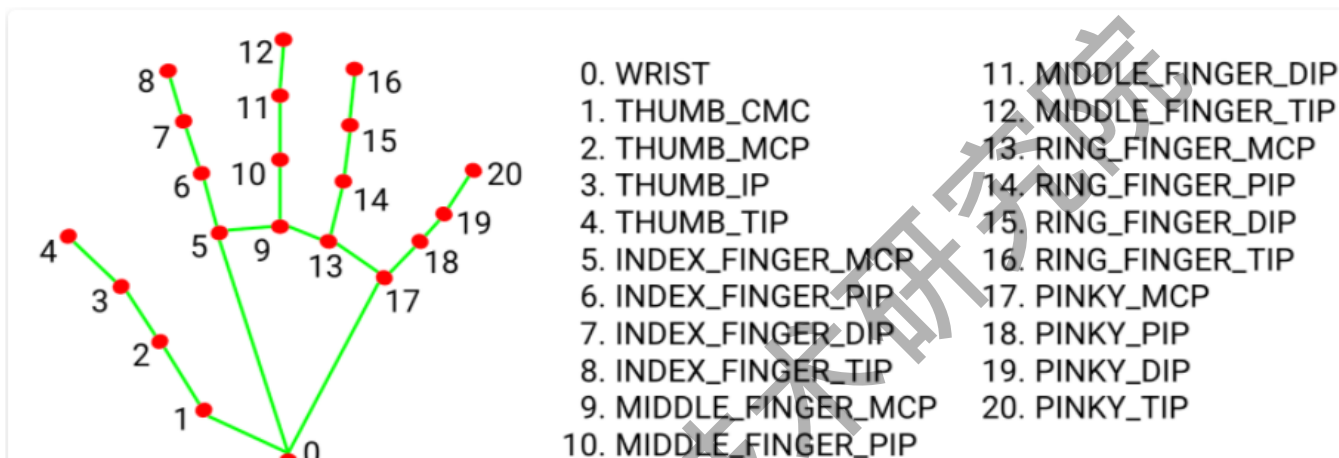 12
8
16
11
7
15
10
6
20
14
5
19
4
9
13
18
3
17
2
1
0
0. WRIST
1. THUMB_CMC
2. THUMB_MCP
3. THUMB_IP
4. THUMB_TIP
5. INDEX_FINGER_MCP
6. INDEX_FINGER_PIP
7. INDEX_FINGER_DIP
8. INDEX_FINGER_TIP
9. MIDDLE_FINGER_MCP
10. MIDDLE_FINGER_PIP
11. MIDDLE_FINGER_DIP
12. MIDDLE_FINGER_TIP
13. RING_FINGER_MCP
14. RING_FINGER_PIP
15. RING_FINGER_DIP
16. RING_FINGER_TIP
17. PINKY_MCP
18. PINKY_PIP
19. PINKY_DIP
20. PINKY_TIP
术研究院